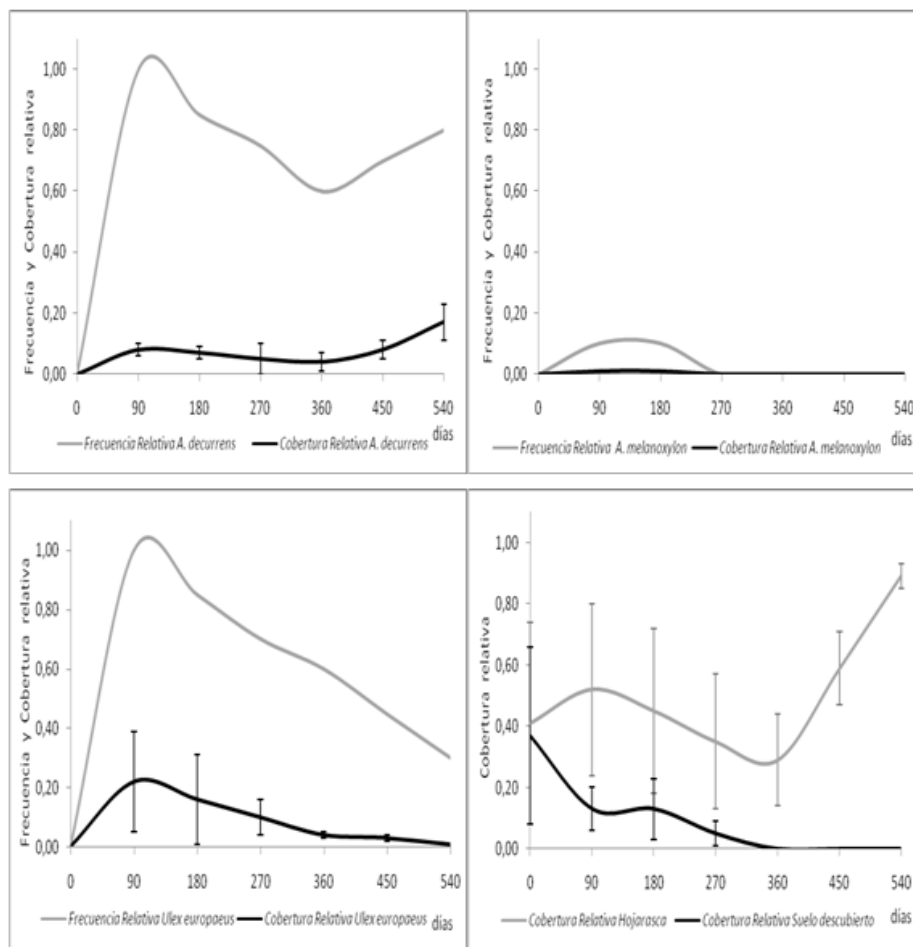 Frecuencia y Cobertura relativa
1,00
0,80
0,60
0,40
0,20
0,00
0 90 180 270 360 450 540
días
Frecuencia Relativa A. decurrens Cobertura Relativa A. decurrens
Frecuencia y Cobertura relativa
1,00
0,80
0,60
0,40
0,20
0,00
0 90 180 270 360 450 540
días
Frecuencia Relativa A. melanoxylon Cobertura Relativa A. melanoxylon
Frecuencia y Cobertura relativa
1,00
0,80
0,60
0,40
0,20
0,00
0 90 180 270 360 450 540
días
Frecuencia Relativa Ulex europaeus Cobertura Relativa Ulex europaeus
Cobertura relativa
1,00
0,80
0,60
0,40
0,20
0,00
0 90 180 270 360 450 540
días
Cobertura Relativa Hojarasca Cobertura Relativa Suelo descubierto